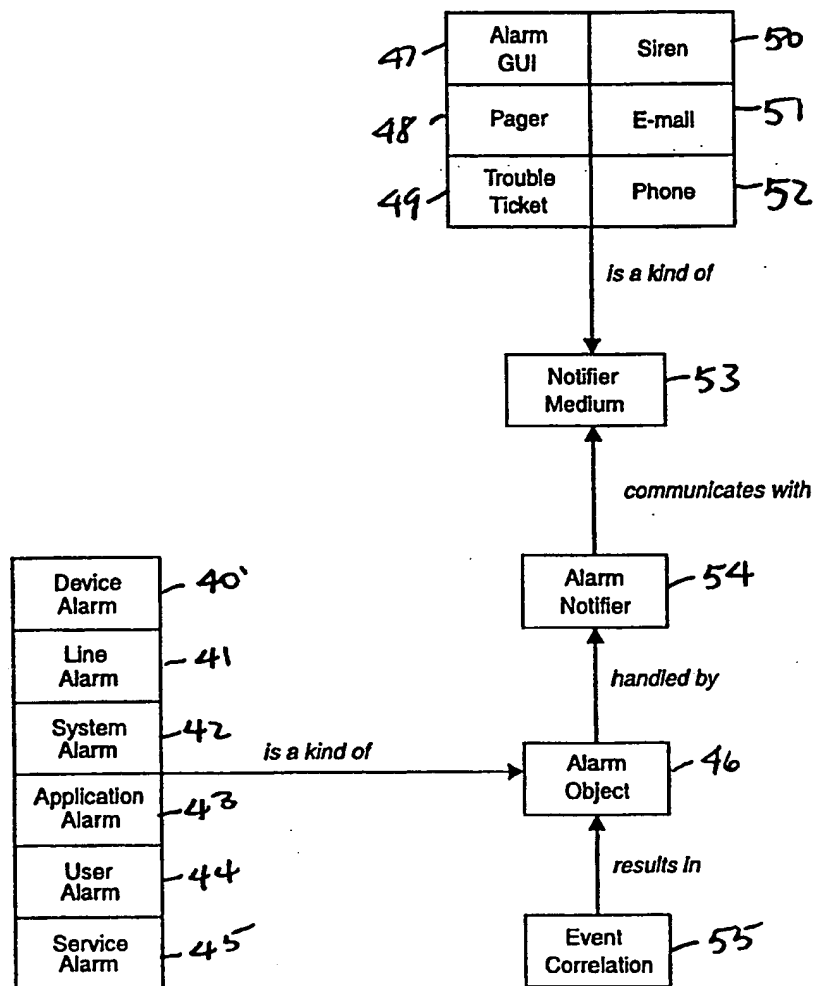 47 Alarm GUI Siren 50
48 Pager E-mail 51
49 Trouble Ticket Phone 52
is a kind of
Notifier Medium 53
communicates with
Device Alarm 40'
Alarm Notifier 54
Line Alarm 41
handled by
System Alarm 42
is a kind of
Alarm Object 46
Application Alarm 43
results in
User Alarm 44
Service Alarm 45
Event Correlation 55